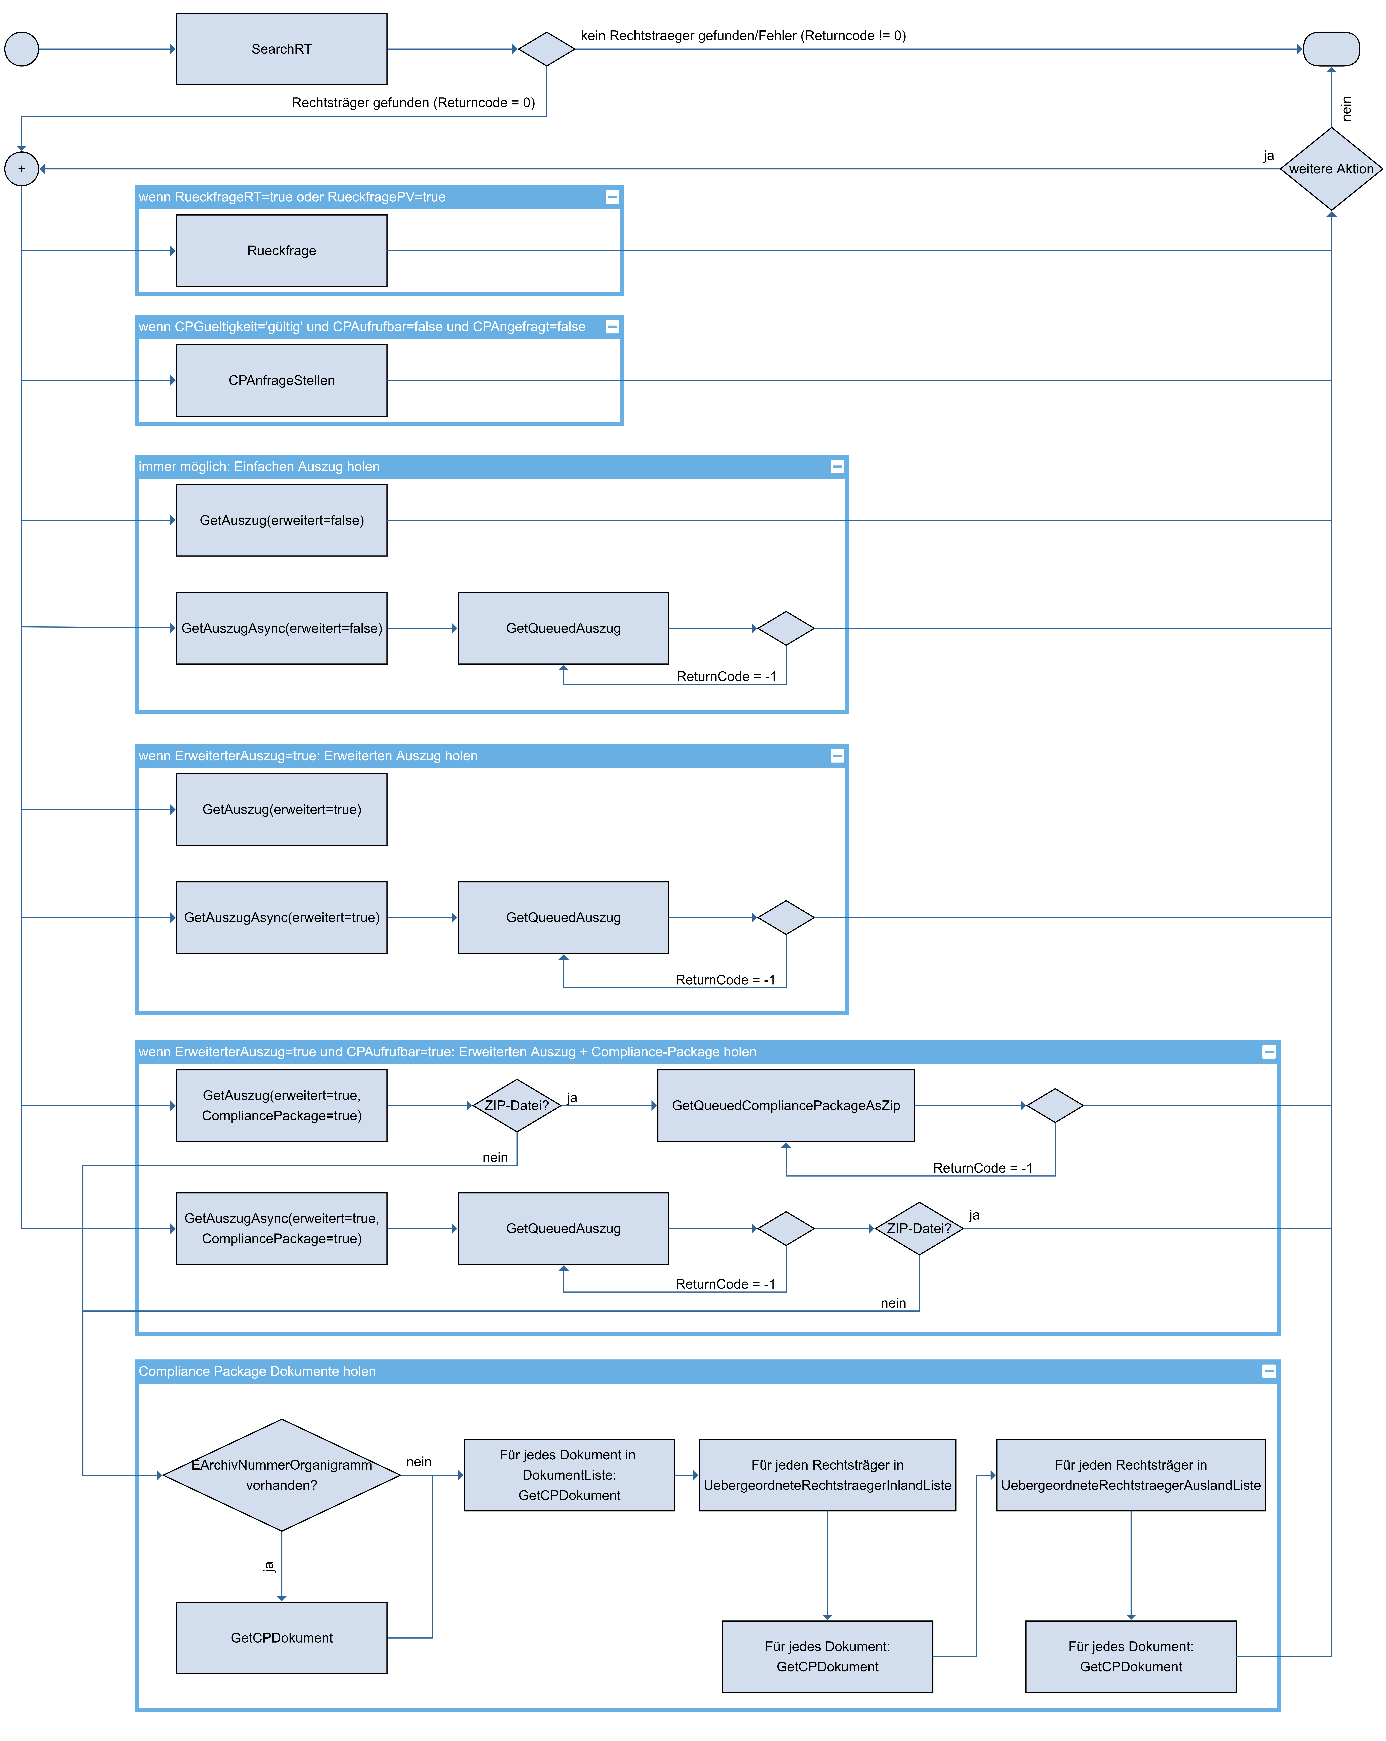 SearchRT
kein Rechtstraeger gefunden/Fehler (Returncode != 0)
Rechtsträger gefunden (Returncode = 0)
nein
+
ja
weitere Aktion
wenn RueckfrageRT=true oder RueckfragePV=true
Rueckfrage
wenn CPGueltigkeit='gültig' und CPAufrufbar=false und CPAngefragt=false
CPAnfrageStellen
immer möglich: Einfachen Auszug holen
GetAuszug(erweitert=false)
GetAuszugAsync(erweitert=false)
GetQueuedAuszug
ReturnCode = -1
wenn ErweiterterAuszug=true: Erweiterten Auszug holen
GetAuszug(erweitert=true)
GetAuszugAsync(erweitert=true)
GetQueuedAuszug
ReturnCode = -1
wenn ErweiterterAuszug=true und CPAufrufbar=true: Erweiterten Auszug + Compliance-Package holen
GetAuszug(erweitert=true,
CompliancePackage=true)
ZIP-Datei?
ja
GetQueuedCompliancePackageAsZip
nein
ReturnCode = -1
GetAuszugAsync(erweitert=true,
CompliancePackage=true)
GetQueuedAuszug
ZIP-Datei?
ja
ReturnCode = -1
nein
Compliance Package Dokumente holen
EArchivNummerOrganigramm
vorhanden?
nein
Für jedes Dokument in
DokumentListe:
GetCPDokument
Für jeden Rechtsträger in
UebergeordneteRechtstraegerInlandListe
Für jeden Rechtsträger in
UebergeordneteRechtstraegerAuslandListe
ja
GetCPDokument
Für jedes Dokument:
GetCPDokument
Für jedes Dokument:
GetCPDokument